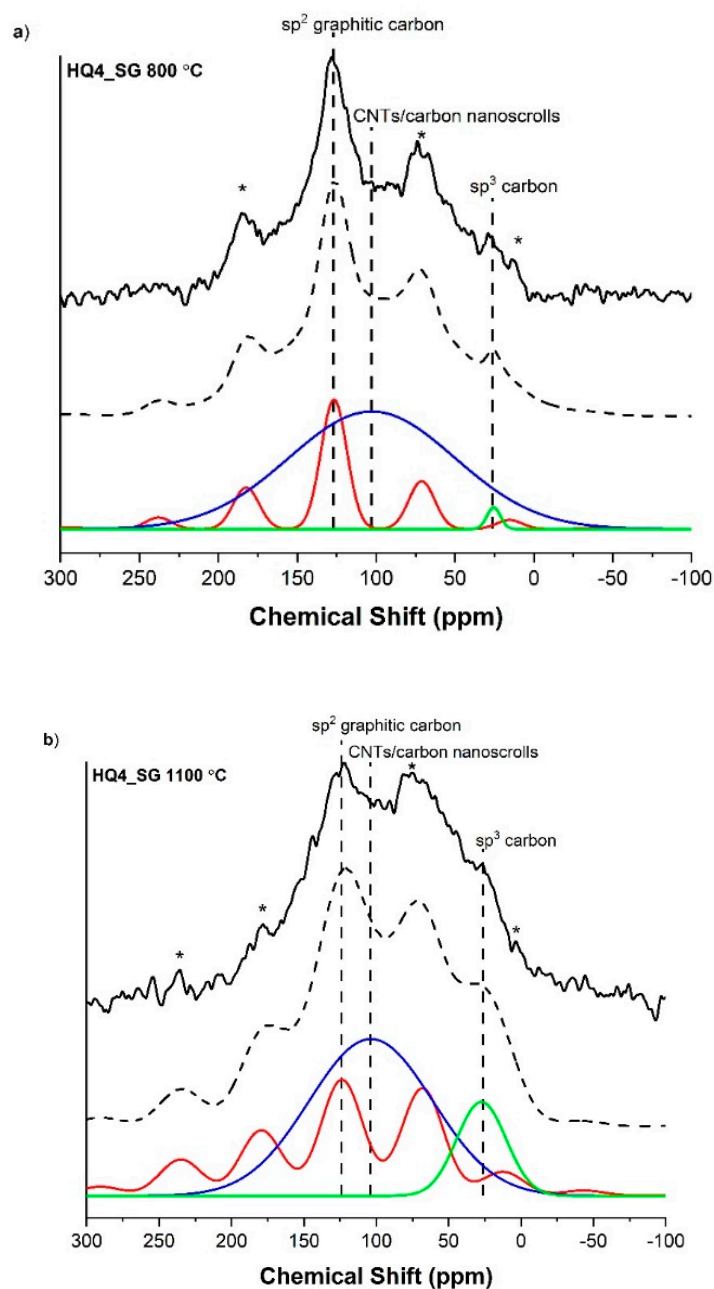 a)
sp² graphitic carbon
HQ4_SG 800 °C
CNTs/carbon nanoscrolls
*
*
sp³ carbon
*
300 250 200 150 100 50 0 -50 -100
Chemical Shift (ppm)
b)
sp² graphitic carbon
CNTs/carbon nanoscrolls
HQ4_SG 1100 °C
*
sp³ carbon
*
*
*
300 250 200 150 100 50 0 -50 -100
Chemical Shift (ppm)